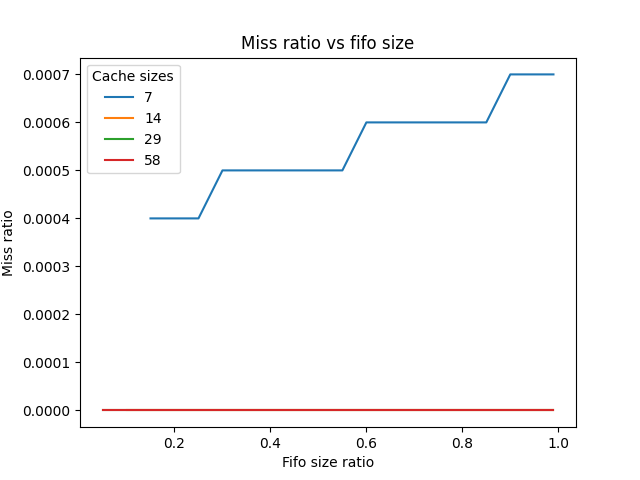 Miss ratio vs fifo size
Cache sizes
7
14
29
58
0.0007
0.0006
0.0005
0.0004
0.0003
0.0002
0.0001
0.0000
Miss ratio
0.2 0.4 0.6 0.8 1.0
Fifo size ratio